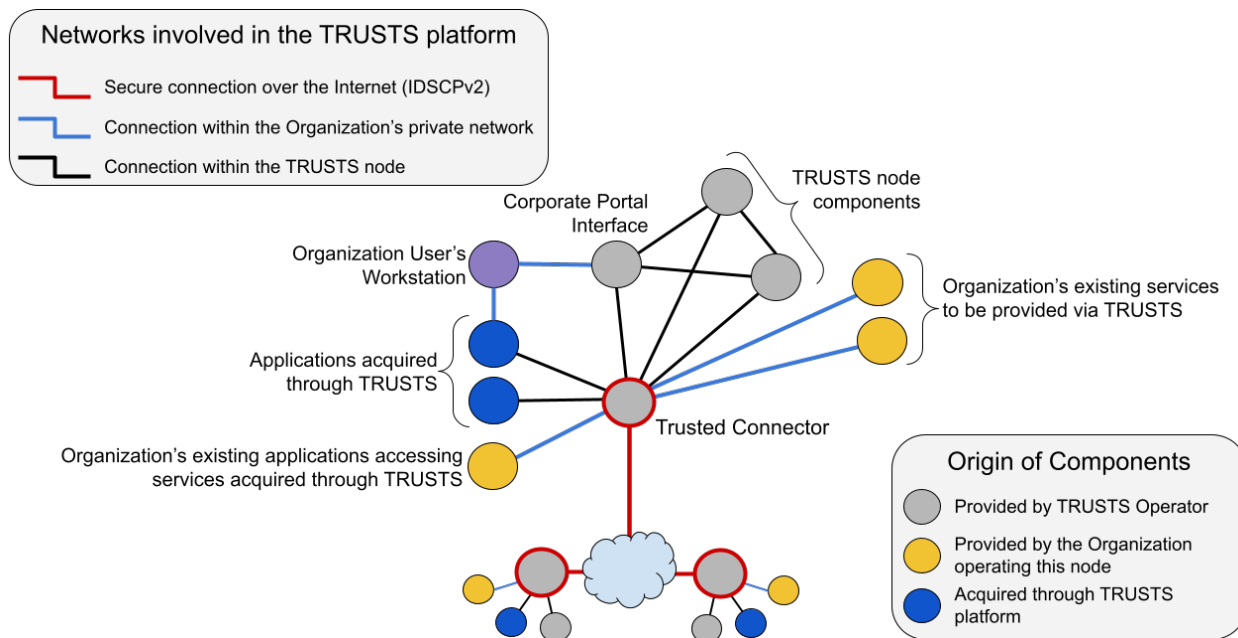 Networks involved in the TRUSTS platform
Secure connection over the Internet (IDSCPv2)
Connection within the Organization's private network
Connection within the TRUSTS node
TRUSTS node
components
Corporate Portal
Interface
Organization User's
Workstation
Organization's existing services
to be provided via TRUSTS
Applications acquired
through TRUSTS
Trusted Connector
Organization's existing applications accessing
services acquired through TRUSTS
Origin of Components
Provided by TRUSTS Operator
Provided by the Organization
operating this node
Acquired through TRUSTS
platform